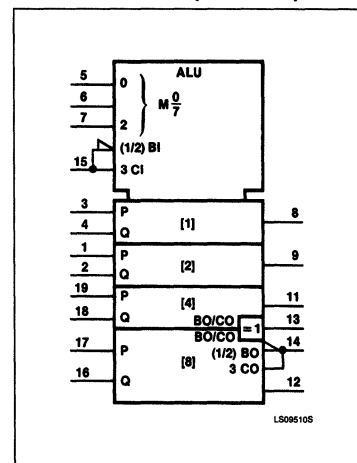 ALU
5 0
6 M 0/7
7 2
(1/2) BI
15 3 CI
3 P [1] 8
4 Q
1 P [2] 9
2 Q
19 P [4] 11
18 Q
BO/CO =1 13
BO/CO
17 P (1/2) BO 14
[8] 3 CO
16 Q 12
LS09510S